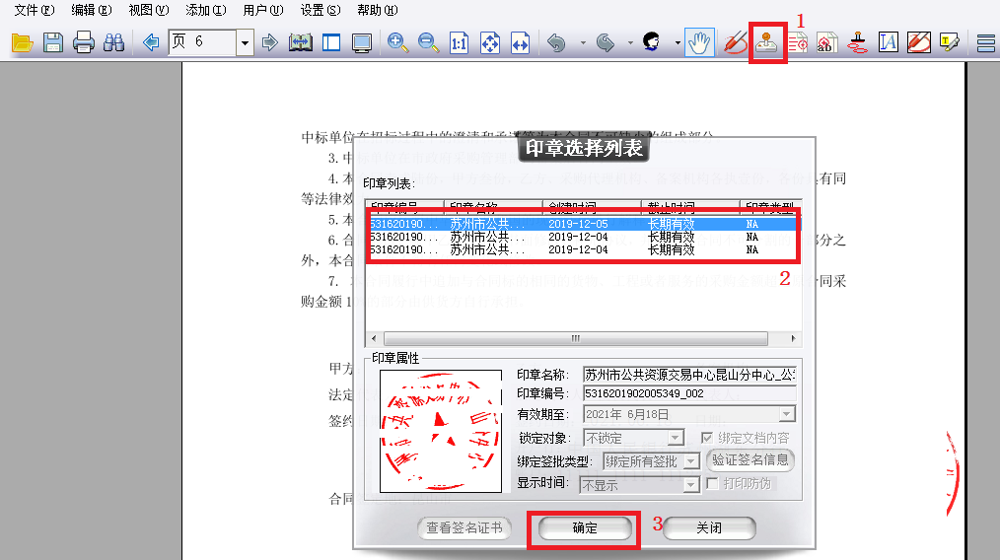 文件(F) 编辑(E) 视图(V) 添加(I) 用户(U) 设置(S) 帮助(H)
1
页 6
1:1
ab
A
T
中标单位在招标过程中的澄清和承诺等为本合同不可缺少的组成部分
印章选择列表
3.中
4.本
具有同
印章列表:
等法律效
印章编号 印章名称 创建时间 截止时间 印章类型
5.本
531620190... 苏州市公共... 2019-12-05 长期有效 NA
531620190... 苏州市公共... 2019-12-04 长期有效 NA
6.合
部分之
531620190... 苏州市公共... 2019-12-04 长期有效 NA
外，本合
2
7.
合同采
购金额 1
印章属性
甲方
印章名称: 苏州市公共资源交易中心昆山分中心_公
法定
印章编号: 5316201902005349_002
签约
有效期至: 2021年 6月18日
锁定对象: 不锁定 绑定文档内容
绑定签批类型: 绑定所有签批 验证签名信息
显示时间: 不显示 打印防伪
合同
查看签名证书 确定 3 关闭